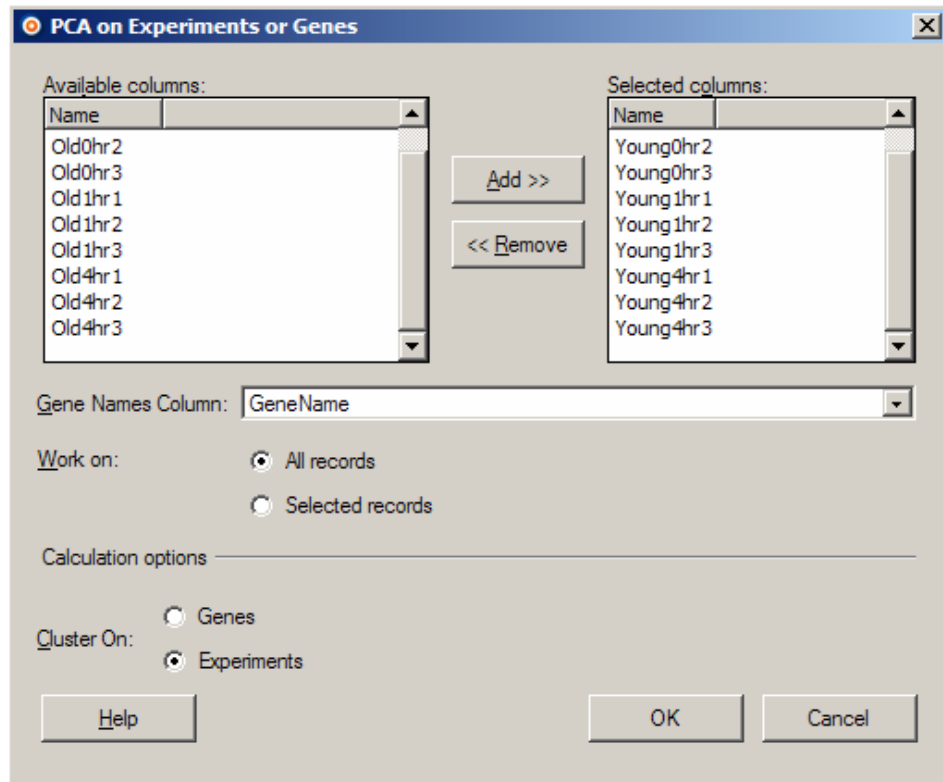 PCA on Experiments or Genes
Available columns:
Name
Old0hr2
Old0hr3
Old1hr1
Old1hr2
Old1hr3
Old4hr1
Old4hr2
Old4hr3
Add >>
<< Remove
Selected columns:
Name
Young0hr2
Young0hr3
Young1hr1
Young1hr2
Young1hr3
Young4hr1
Young4hr2
Young4hr3
Gene Names Column: GeneName
Work on: All records
Selected records
Calculation options
Cluster On: Genes
Experiments
Help OK Cancel